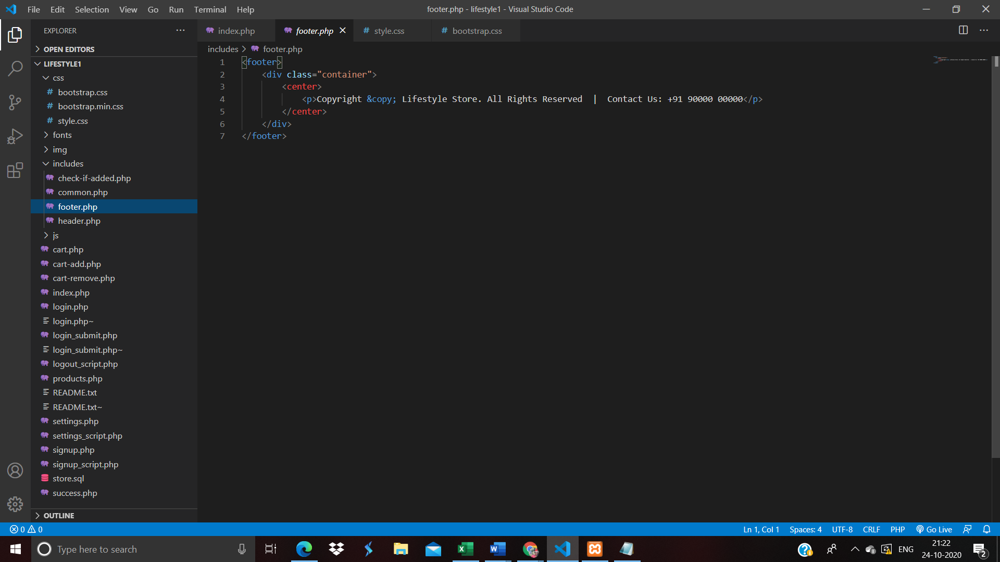 File Edit Selection View Go Run Terminal Help
footer.php - lifestyle1 - Visual Studio Code
EXPLORER
OPEN EDITORS
LIFESTYLE1
css
# bootstrap.css
# bootstrap.min.css
# style.css
fonts
img
includes
check-if-added.php
common.php
footer.php
header.php
js
cart.php
cart-add.php
cart-remove.php
index.php
login.php
login.php~
login_submit.php
login_submit.php~
logout_script.php
products.php
README.txt
README.txt~
settings.php
settings_script.php
signup.php
signup_script.php
store.sql
success.php
OUTLINE
index.php footer.php # style.css # bootstrap.css
includes > footer.php
1 <footer>
2 <div class="container">
3 <center>
4 <p>Copyright &copy; Lifestyle Store. All Rights Reserved | Contact Us: +91 90000 00000</p>
5 </center>
6 </div>
7 </footer>
0 0
Ln 1, Col 1 Spaces: 4 UTF-8 CRLF PHP Go Live
Type here to search
ENG
21:22
24-10-2020
2